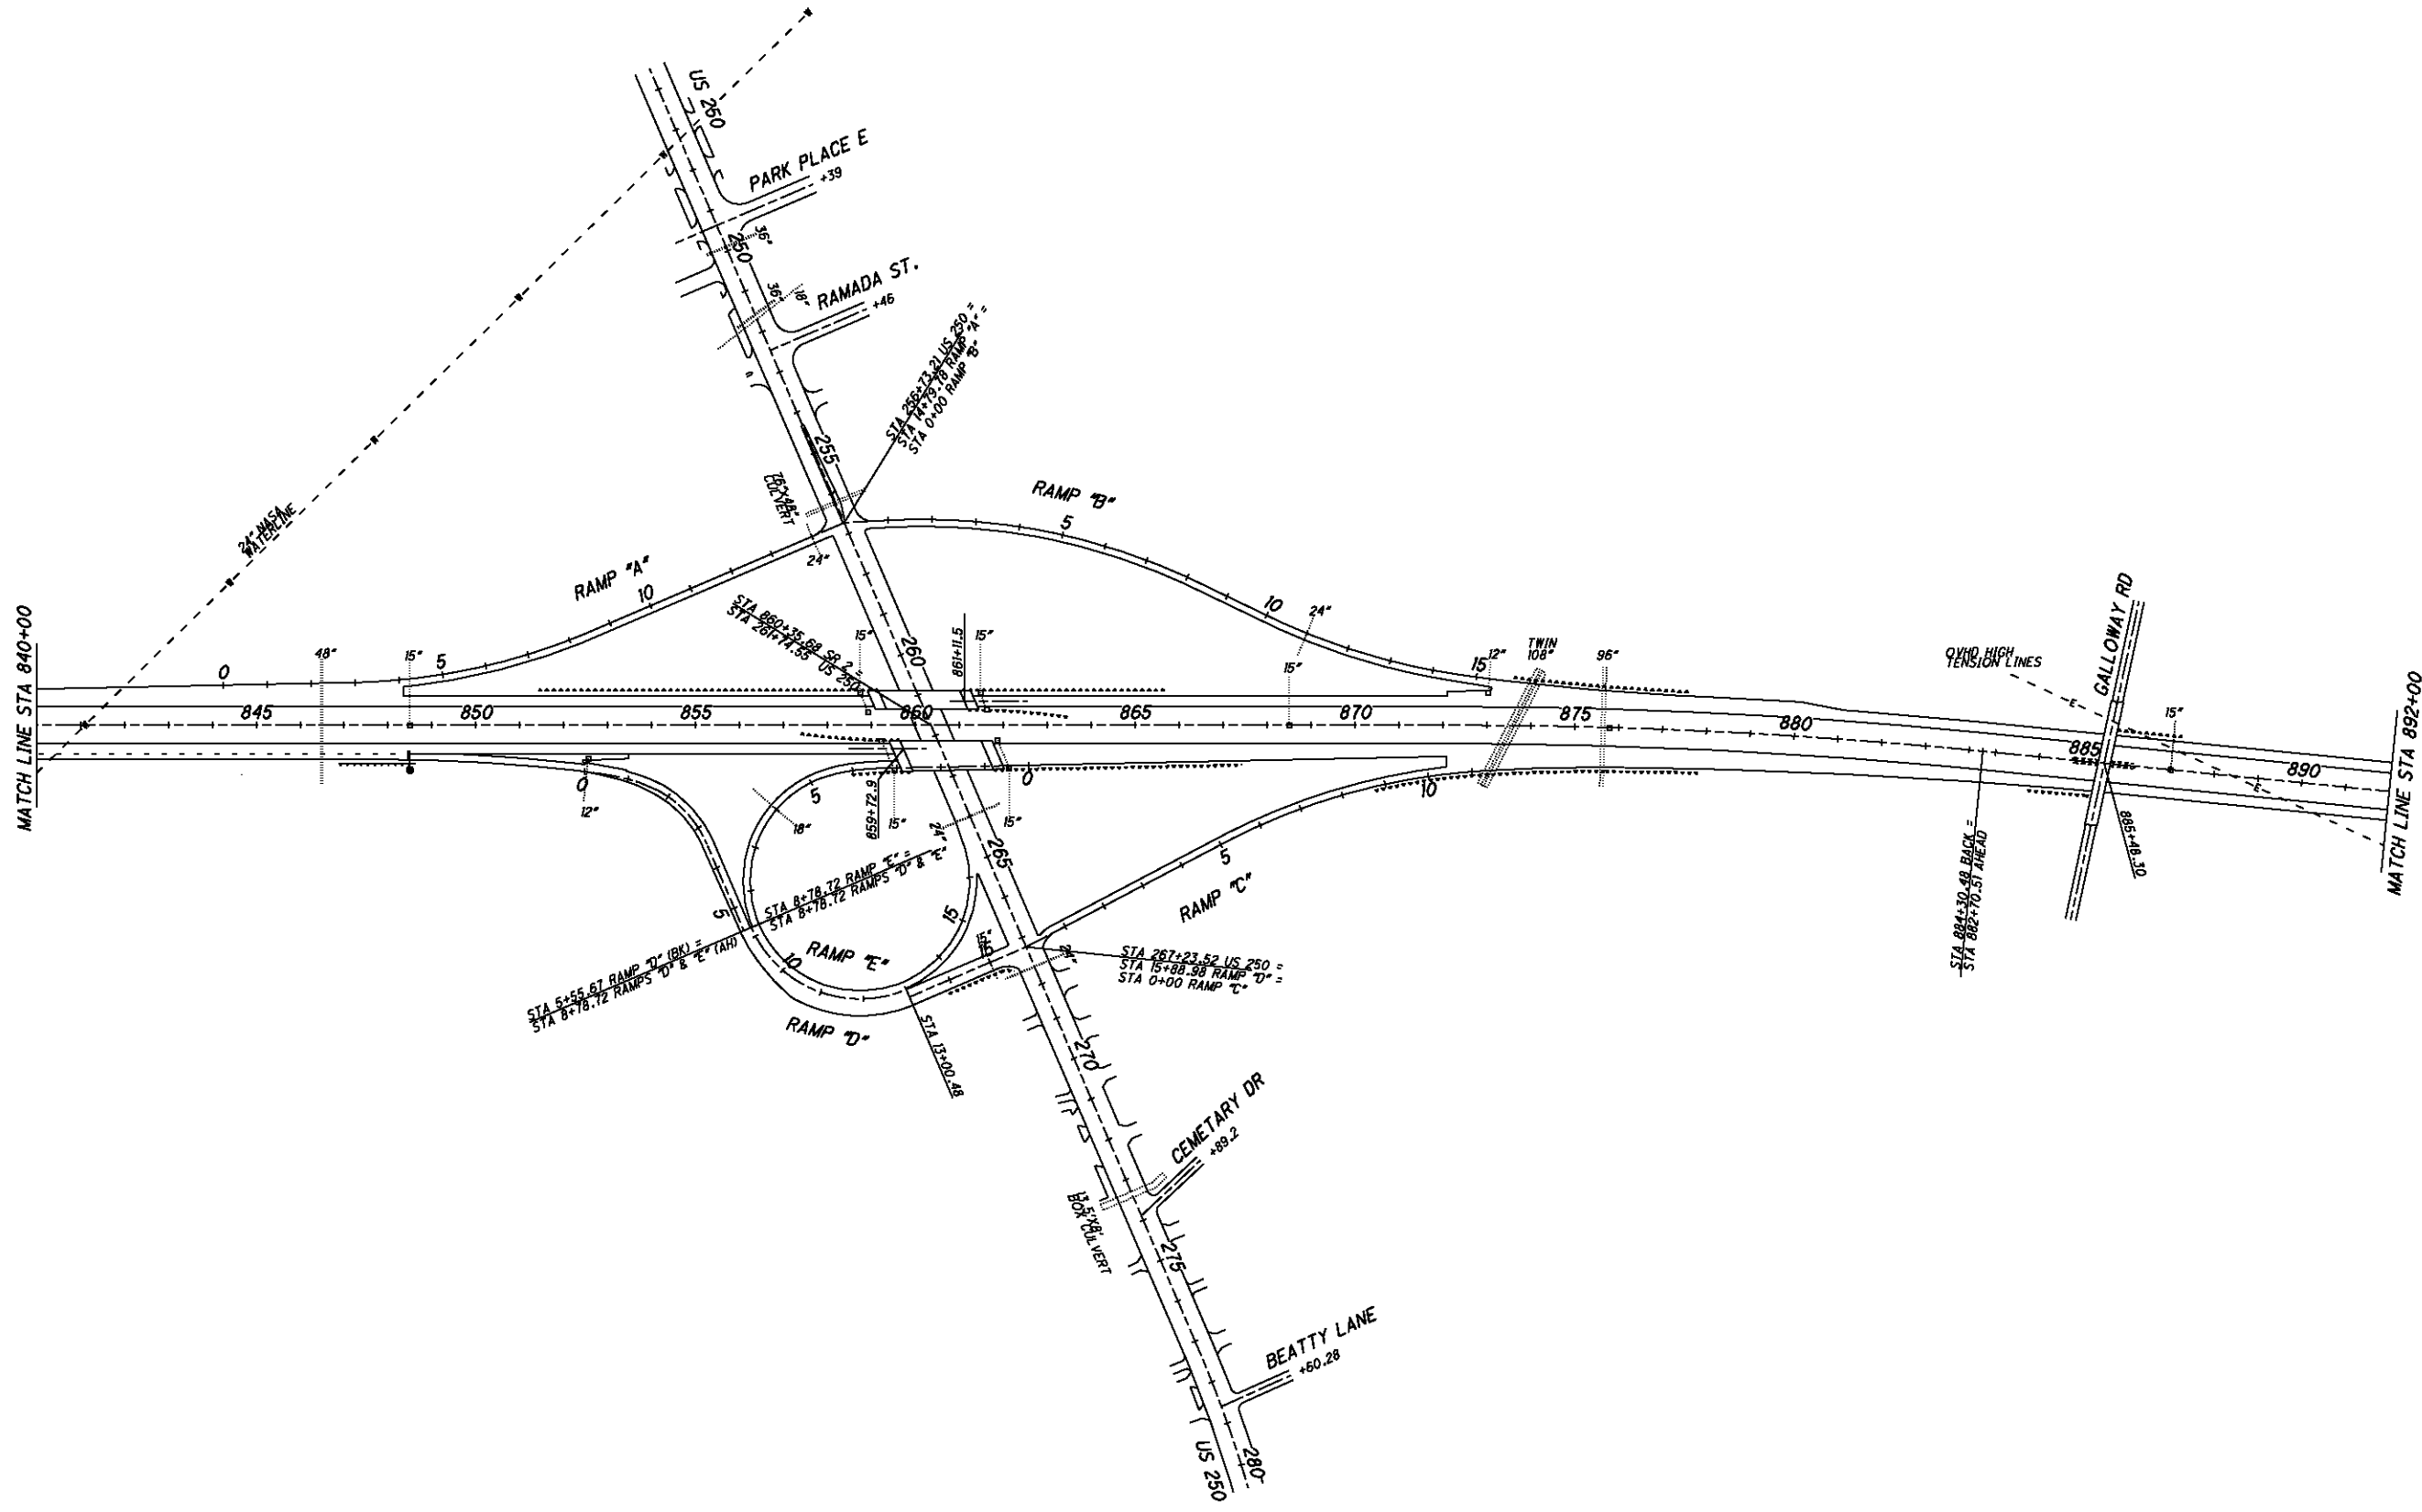 US 250
PARK PLACE E
+39
250
36"
36"
18"
RAMADA ST.
+46
STA 256+73.21 US 250 =
STA 14+79.78 RAMP "A" =
STA 0+00 RAMP "B"
255
76"X48"
CULVERT
24"
24" NASA
WATERLINE
RAMP "A"
10
RAMP "B"
5
10
24"
15
12"
TWIN
108"
96"
MATCH LINE STA 840+00
0
48"
15"
5
STA 860+35.68 SR 2 =
STA 261+74.55 US 250
15"
260
861+11.5
15"
15"
845
850
855
860
865
870
875
880
885
890
OVHD HIGH
TENSION LINES
E
E
GALLOWAY RD
15"
MATCH LINE STA 892+00
885+48.30
STA 884+30.48 BACK =
STA 882+70.51 AHEAD
0
12"
5
18"
859+72.9
15"
24"
15"
0
265
10
5
RAMP "C"
STA 8+78.72 RAMP "E" =
STA 8+78.72 RAMPS "D" & "E"
5
STA 5+55.67 RAMP "D" (BK) =
STA 8+78.72 RAMPS "D" & "E" (AH)
10
RAMP "E"
15
15"
15
RAMP "D"
STA 13+00.48
24"
STA 267+23.52 US 250 =
STA 15+88.98 RAMP "D" =
STA 0+00 RAMP "C"
270
CEMETARY DR
+89.2
13.5'X8'
BOX CULVERT
275
BEATTY LANE
+60.28
US 250
280